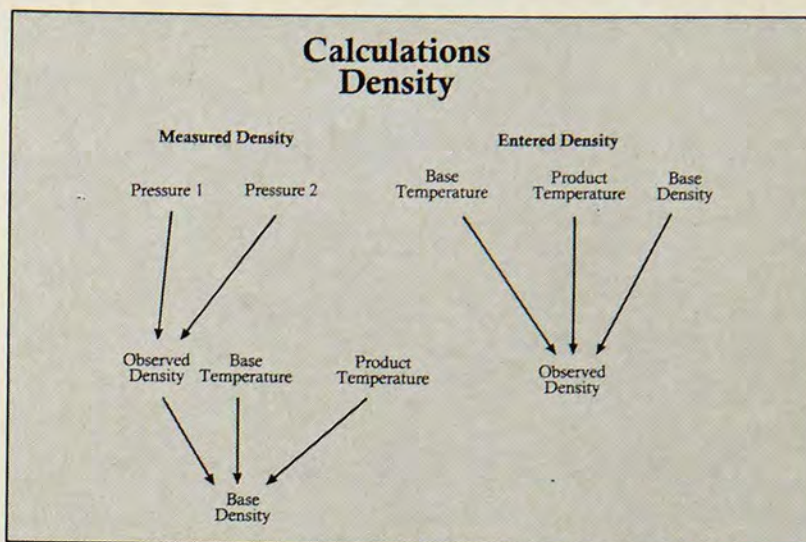 Calculations
Density
Measured Density
Entered Density
Pressure 1
Pressure 2
Base
Temperature
Product
Temperature
Base
Density
Observed
Density
Base
Temperature
Product
Temperature
Observed
Density
Base
Density